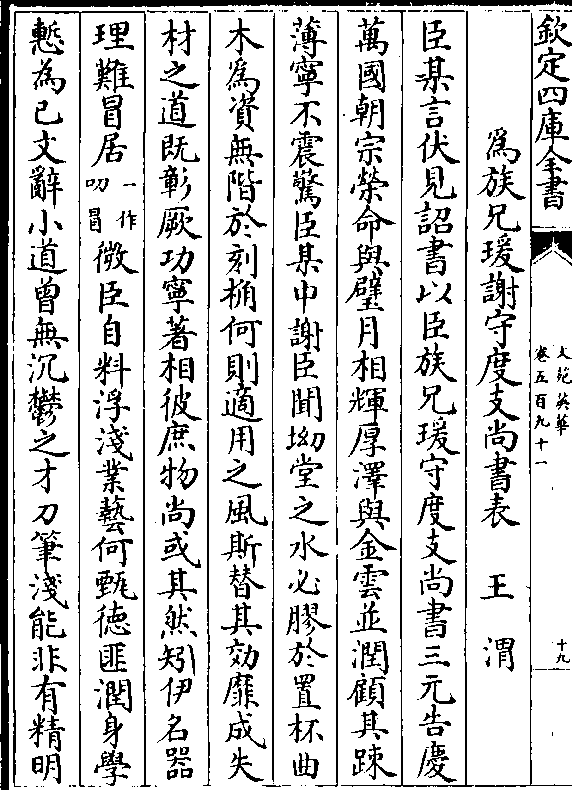 欽定四庫全書
文苑英華
卷五百九十一
十九
為族兄瑗謝守度支尚書表 王渭
臣某言伏見詔書以臣族兄瑗守度支尚書三元告慶
萬國朝宗榮命與璧月相輝厚澤與金雲並潤顧其踈
薄寧不震驚臣某中謝臣聞坳堂之水必膠於置杯曲
木為資無階於刻桷何則適用之風斯替其効靡成失
材之道既彰厥功寧著相彼庶物尚或其然矧伊名器
理難冒居一作叨冒微臣自料浮淺業藝何甄徳匪潤身學
慙為已文辭小道曾無沉鬱之才刀筆淺能非有精明